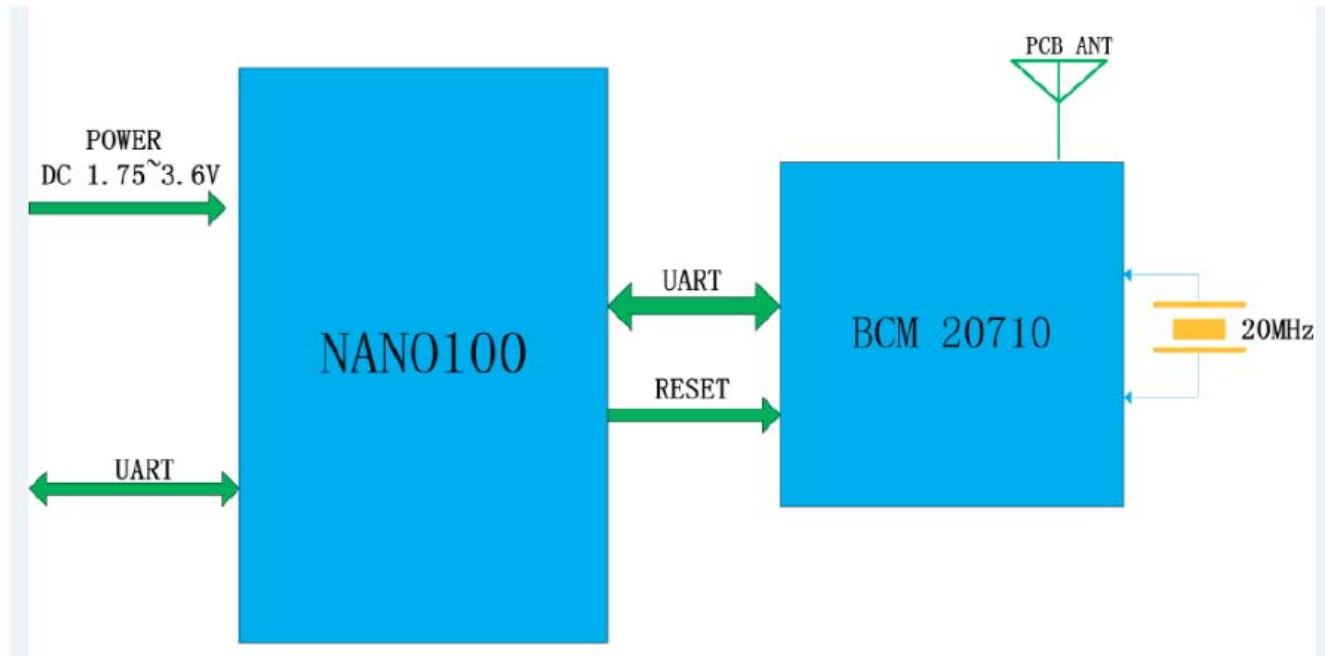 PCB ANT
POWER
DC 1.75~3.6V
UART
NANO100
BCM 20710
20MHz
RESET
UART